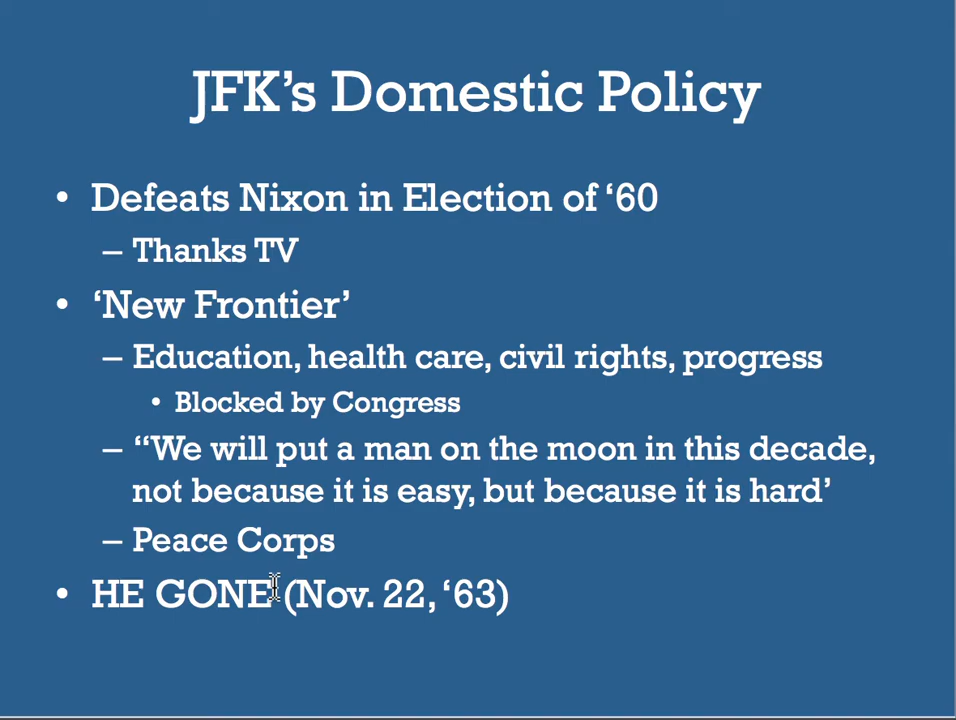 JFK’s Domestic Policy
• Defeats Nixon in Election of ‘60
– Thanks TV
• ‘New Frontier’
– Education, health care, civil rights, progress
• Blocked by Congress
– “We will put a man on the moon in this decade,
not because it is easy, but because it is hard’
– Peace Corps
• HE GONE (Nov. 22, ‘63)